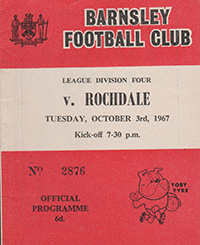 BARNSLEY
FOOTBALL CLUB
LEAGUE DIVISION FOUR
v. ROCHDALE
TUESDAY, OCTOBER 3rd, 1967
Kick-off 7-30 p.m.
No 2876
OFFICIAL
PROGRAMME
6d.
TOBY
TYKE